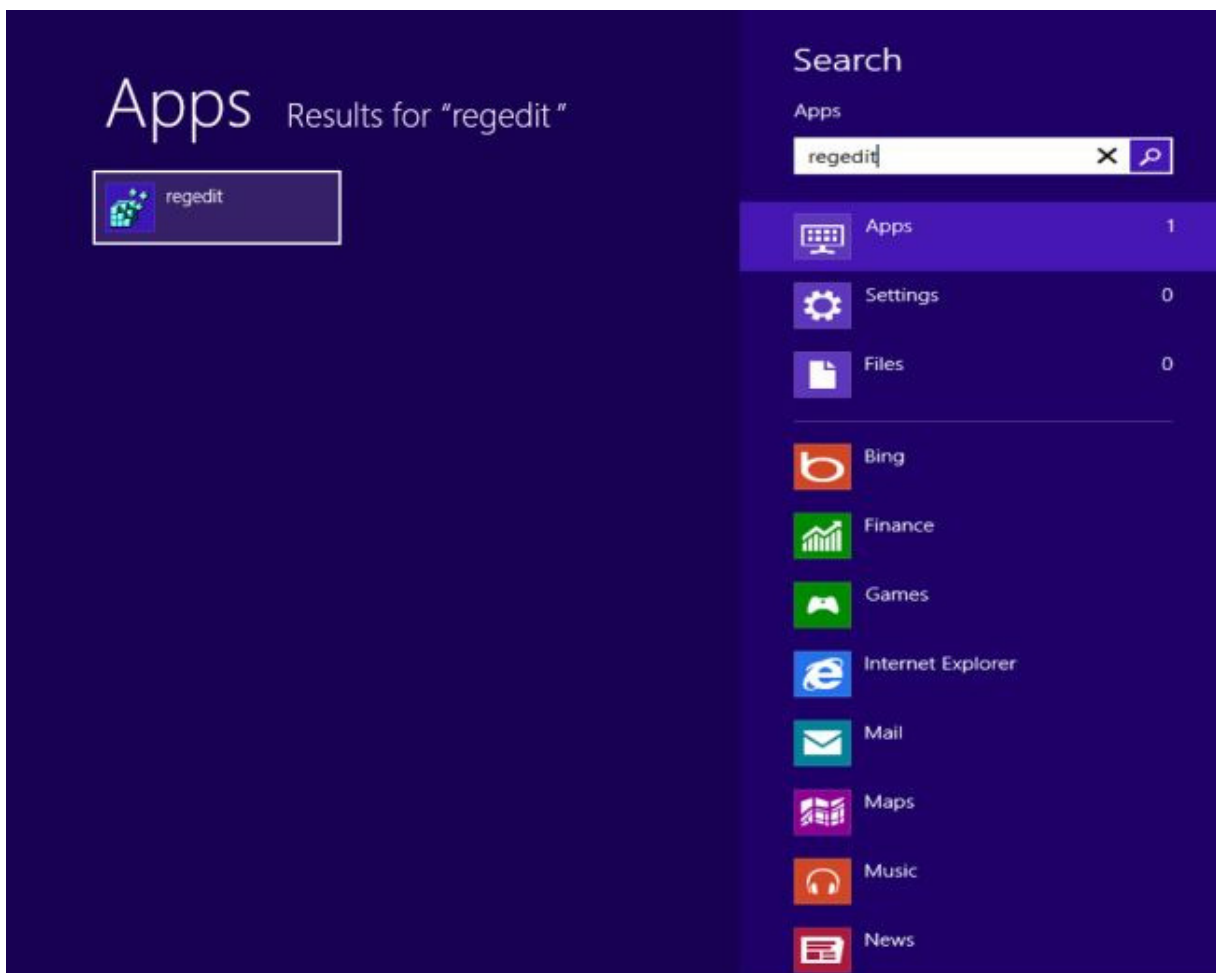 Apps Results for “regedit ”
regedit
Search
Apps
regedit
Apps 1
Settings 0
Files 0
Bing
Finance
Games
Internet Explorer
Mail
Maps
Music
News